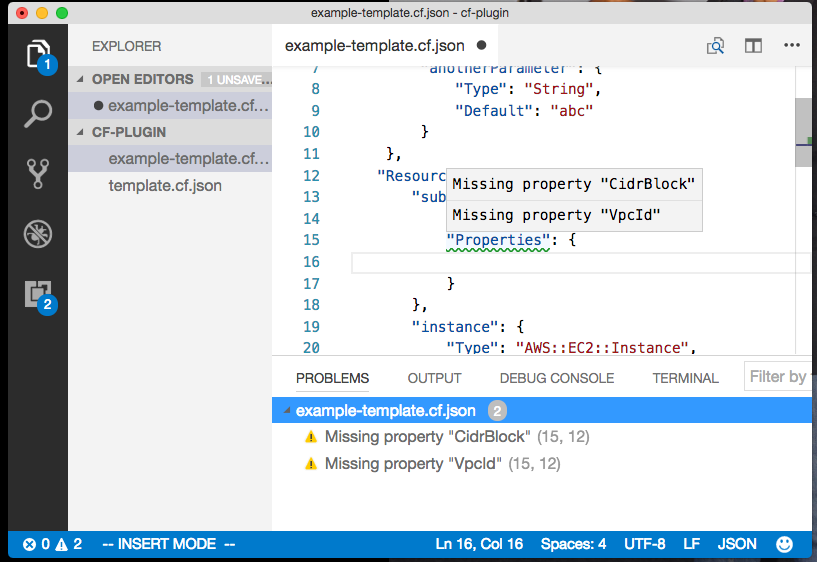 example-template.cf.json - cf-plugin
EXPLORER
OPEN EDITORS 1 UNSAVE...
example-template.cf...
CF-PLUGIN
example-template.cf...
template.cf.json
1
2
example-template.cf.json
7 "anotherParameter": {
8 "Type": "String",
9 "Default": "abc"
10 }
11 },
12 "Resourc
13 "sub
14
15 "Properties": {
16
17 }
18 },
19 "instance": {
20 "Type": "AWS::EC2::Instance",
Missing property "CidrBlock"
Missing property "VpcId"
PROBLEMS OUTPUT DEBUG CONSOLE TERMINAL Filter by
example-template.cf.json 2
Missing property "CidrBlock" (15, 12)
Missing property "VpcId" (15, 12)
0 2 -- INSERT MODE -- Ln 16, Col 16 Spaces: 4 UTF-8 LF JSON